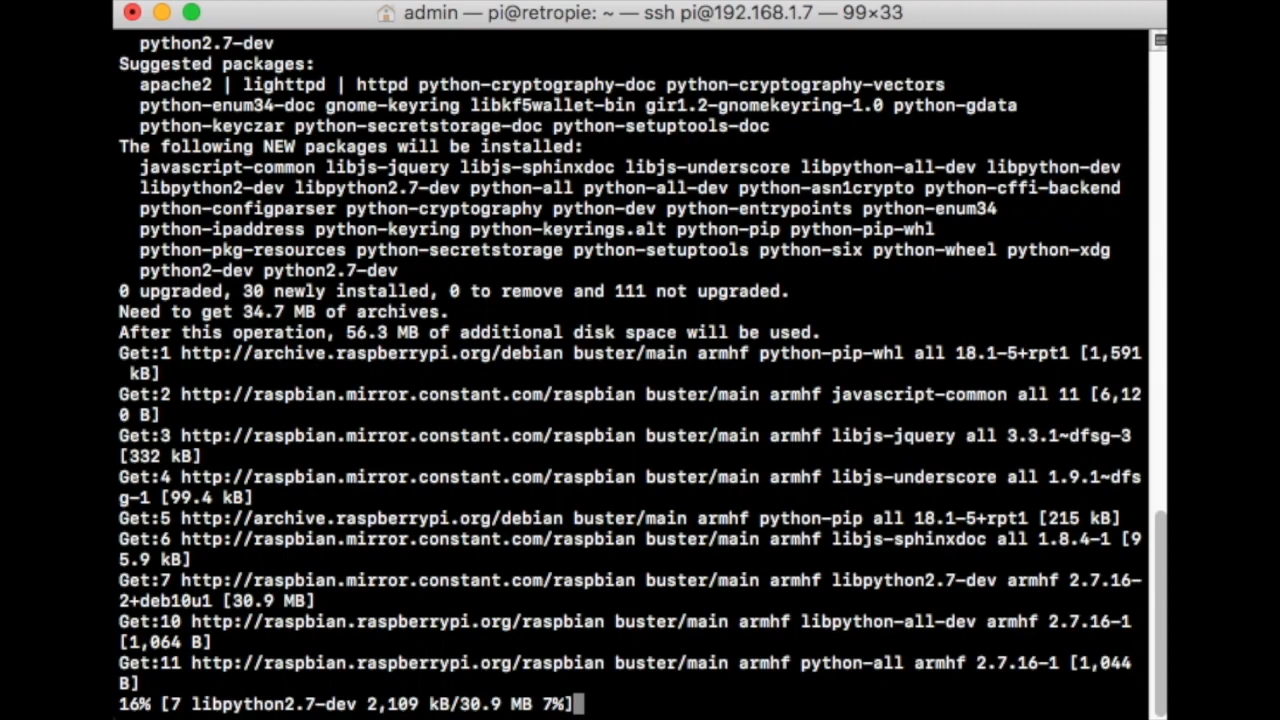 admin — pi@retropie: ~ — ssh pi@192.168.1.7 — 99×33
python2.7-dev
Suggested packages:
apache2 | lighttpd | httpd python-cryptography-doc python-cryptography-vectors
python-enum34-doc gnome-keyring libkf5wallet-bin gir1.2-gnomekeyring-1.0 python-gdata
python-keyczar python-secretstorage-doc python-setuptools-doc
The following NEW packages will be installed:
javascript-common libjs-jquery libjs-sphinxdoc libjs-underscore libpython-all-dev libpython-dev
libpython2-dev libpython2.7-dev python-all python-all-dev python-asn1crypto python-cffi-backend
python-configparser python-cryptography python-dev python-entrypoints python-enum34
python-ipaddress python-keyring python-keyrings.alt python-pip python-pip-whl
python-pkg-resources python-secretstorage python-setuptools python-six python-wheel python-xdg
python2-dev python2.7-dev
0 upgraded, 30 newly installed, 0 to remove and 111 not upgraded.
Need to get 34.7 MB of archives.
After this operation, 56.3 MB of additional disk space will be used.
Get:1 http://archive.raspberrypi.org/debian buster/main armhf python-pip-whl all 18.1-5+rpt1 [1,591
kB]
Get:2 http://raspbian.mirror.constant.com/raspbian buster/main armhf javascript-common all 11 [6,12
0 B]
Get:3 http://raspbian.mirror.constant.com/raspbian buster/main armhf libjs-jquery all 3.3.1~dfsg-3
[332 kB]
Get:4 http://raspbian.mirror.constant.com/raspbian buster/main armhf libjs-underscore all 1.9.1~dfs
g-1 [99.4 kB]
Get:5 http://archive.raspberrypi.org/debian buster/main armhf python-pip all 18.1-5+rpt1 [215 kB]
Get:6 http://raspbian.mirror.constant.com/raspbian buster/main armhf libjs-sphinxdoc all 1.8.4-1 [9
5.9 kB]
Get:7 http://raspbian.mirror.constant.com/raspbian buster/main armhf libpython2.7-dev armhf 2.7.16-
2+deb10u1 [30.9 MB]
Get:10 http://raspbian.raspberrypi.org/raspbian buster/main armhf libpython-all-dev armhf 2.7.16-1
[1,064 B]
Get:11 http://raspbian.raspberrypi.org/raspbian buster/main armhf python-all armhf 2.7.16-1 [1,044
B]
16% [7 libpython2.7-dev 2,109 kB/30.9 MB 7%]